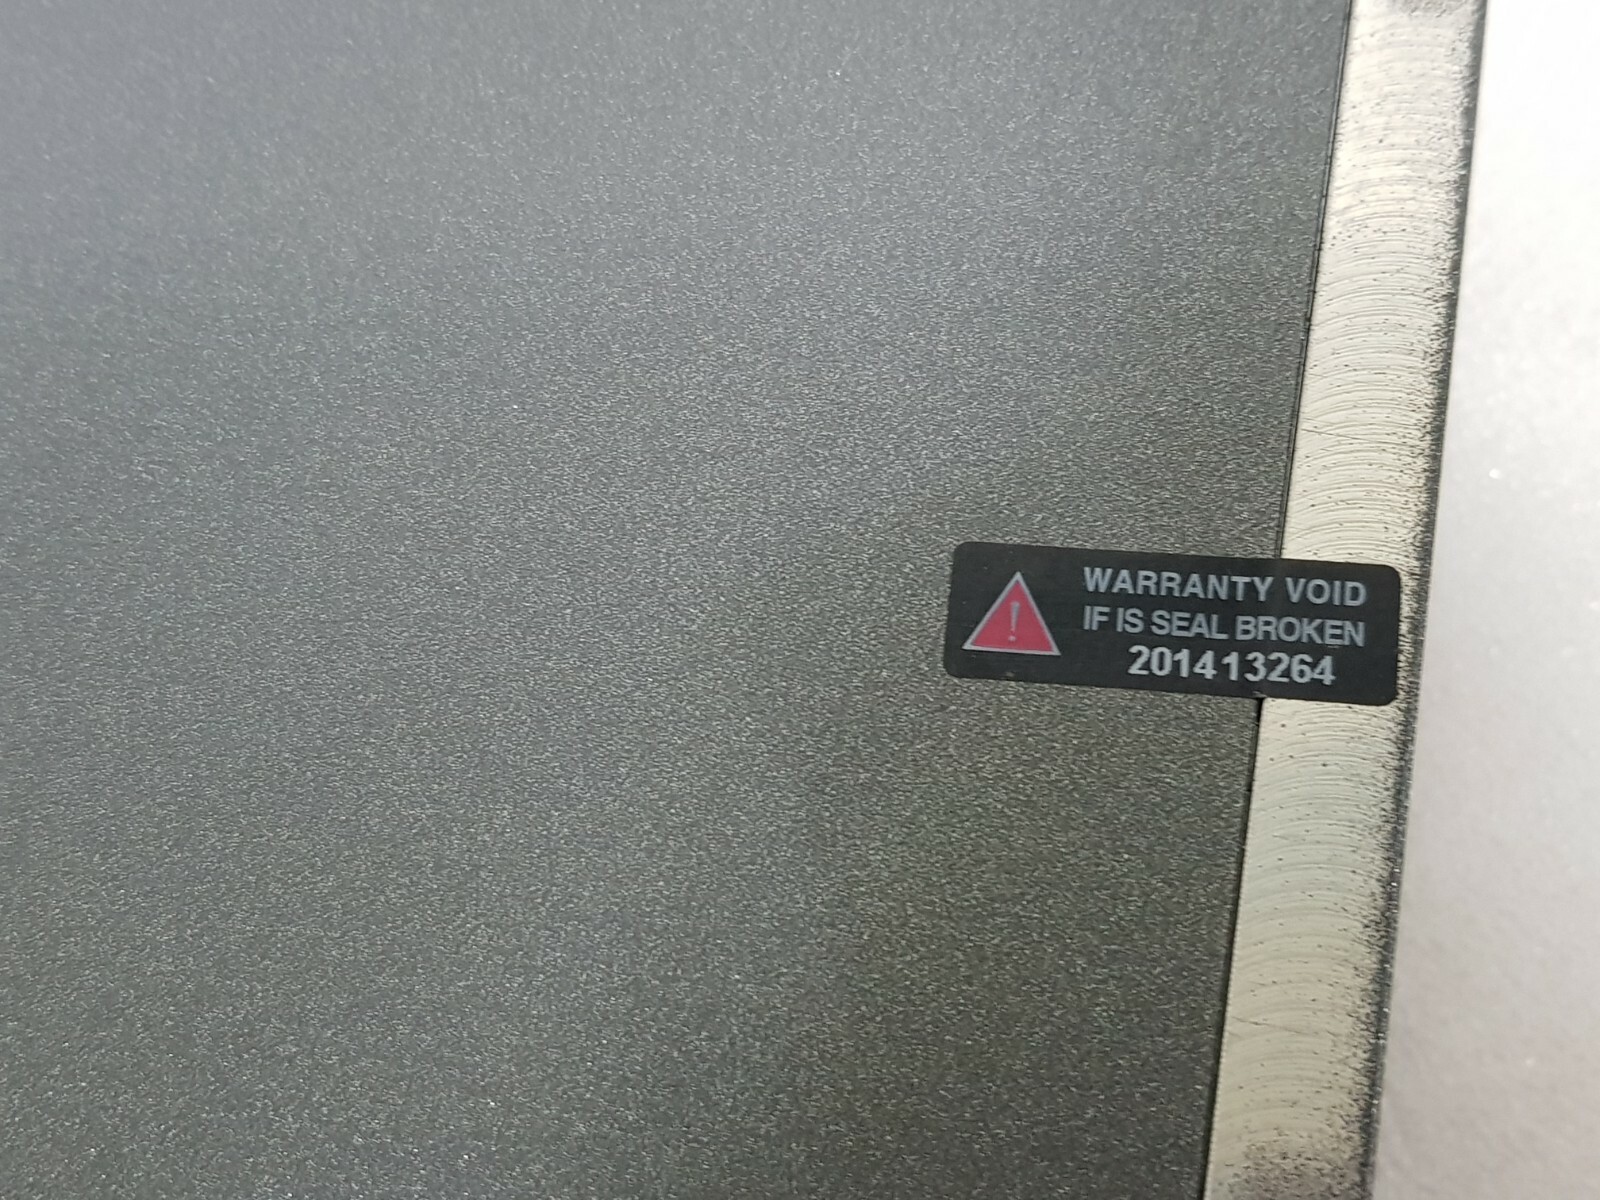 WARRANTY VOID
IF IS SEAL BROKEN
201413264